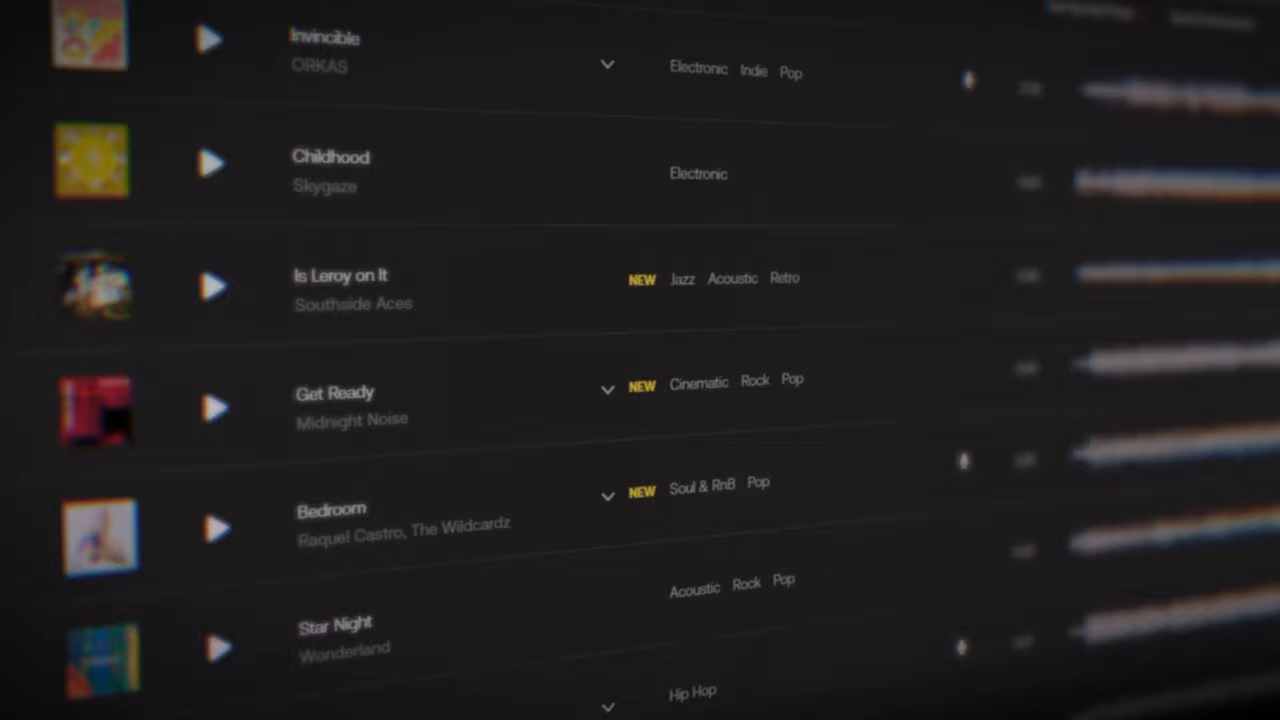 Invincible
ORKAS
Electronic Indie Pop
Childhood
Skygaze
Electronic
Is Leroy on It
Southside Aces
NEW Jazz Acoustic Retro
Get Ready
Midnight Noise
NEW Cinematic Rock Pop
Bedroom
Raquel Castro, The Wildcardz
NEW Soul & RnB Pop
Star Night
Wonderland
Acoustic Rock Pop
Hip Hop